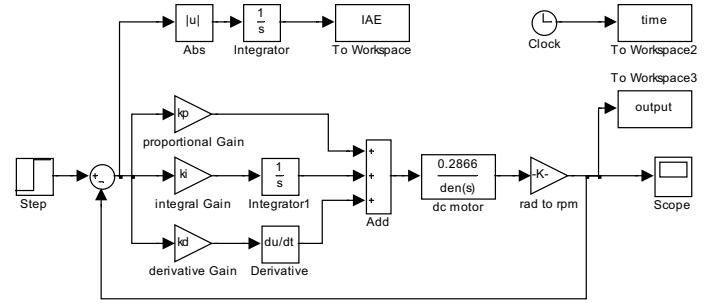 |u|
Abs
1
s
Integrator
IAE
To Workspace
Clock
time
To Workspace2
To Workspace3
output
kp
proportional Gain
Step
+
−
ki
integral Gain
1
s
Integrator1
kd
derivative Gain
du/dt
Derivative
+
+
+
Add
0.2866
den(s)
dc motor
-K-
rad to rpm
Scope